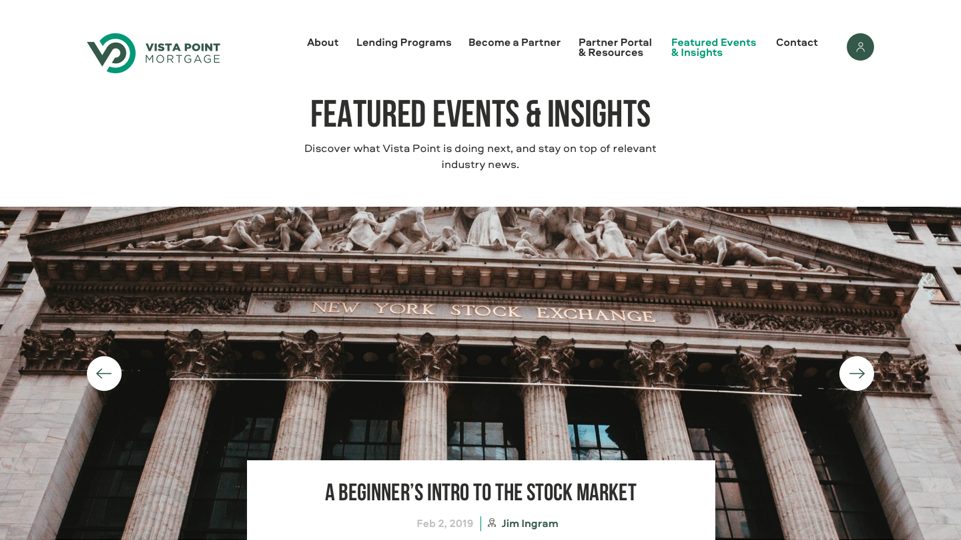 VISTA POINT
MORTGAGE
About
Lending Programs
Become a Partner
Partner Portal
& Resources
Featured Events
& Insights
Contact
FEATURED EVENTS & INSIGHTS
Discover what Vista Point is doing next, and stay on top of relevant
industry news.
NEW YORK STOCK EXCHANGE
A BEGINNER’S INTRO TO THE STOCK MARKET
Feb 2, 2019
Jim Ingram